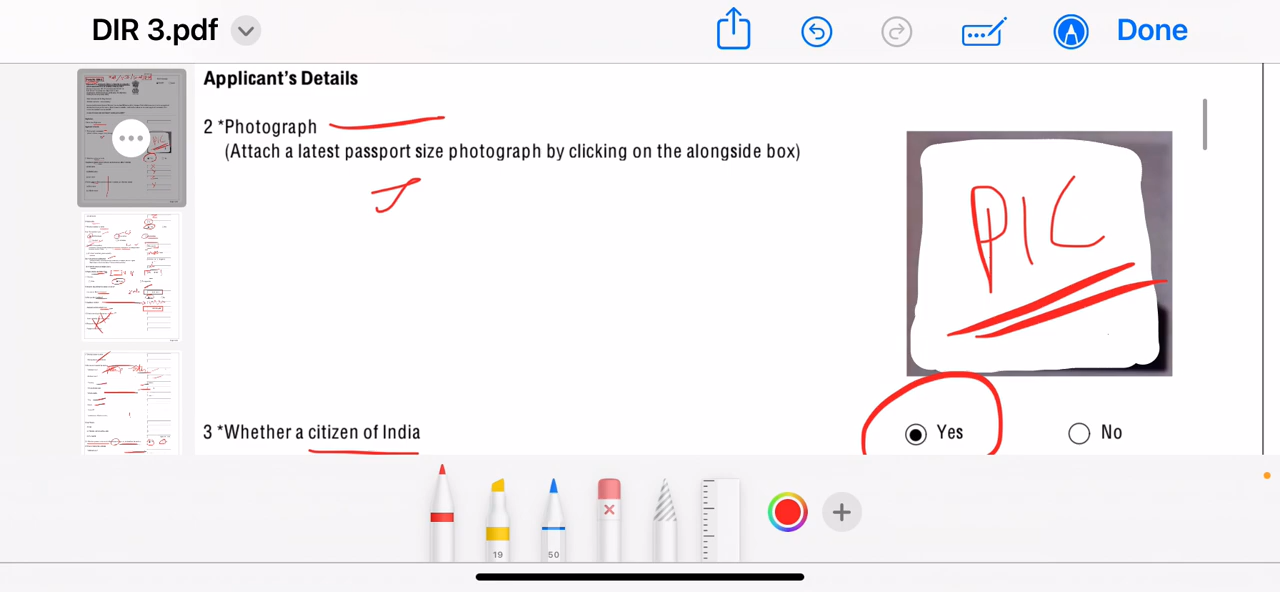 DIR 3.pdf
Done
Applicant's Details
2 *Photograph
(Attach a latest passport size photograph by clicking on the alongside box)
PIC
3 *Whether a citizen of India
Yes
No
19
50